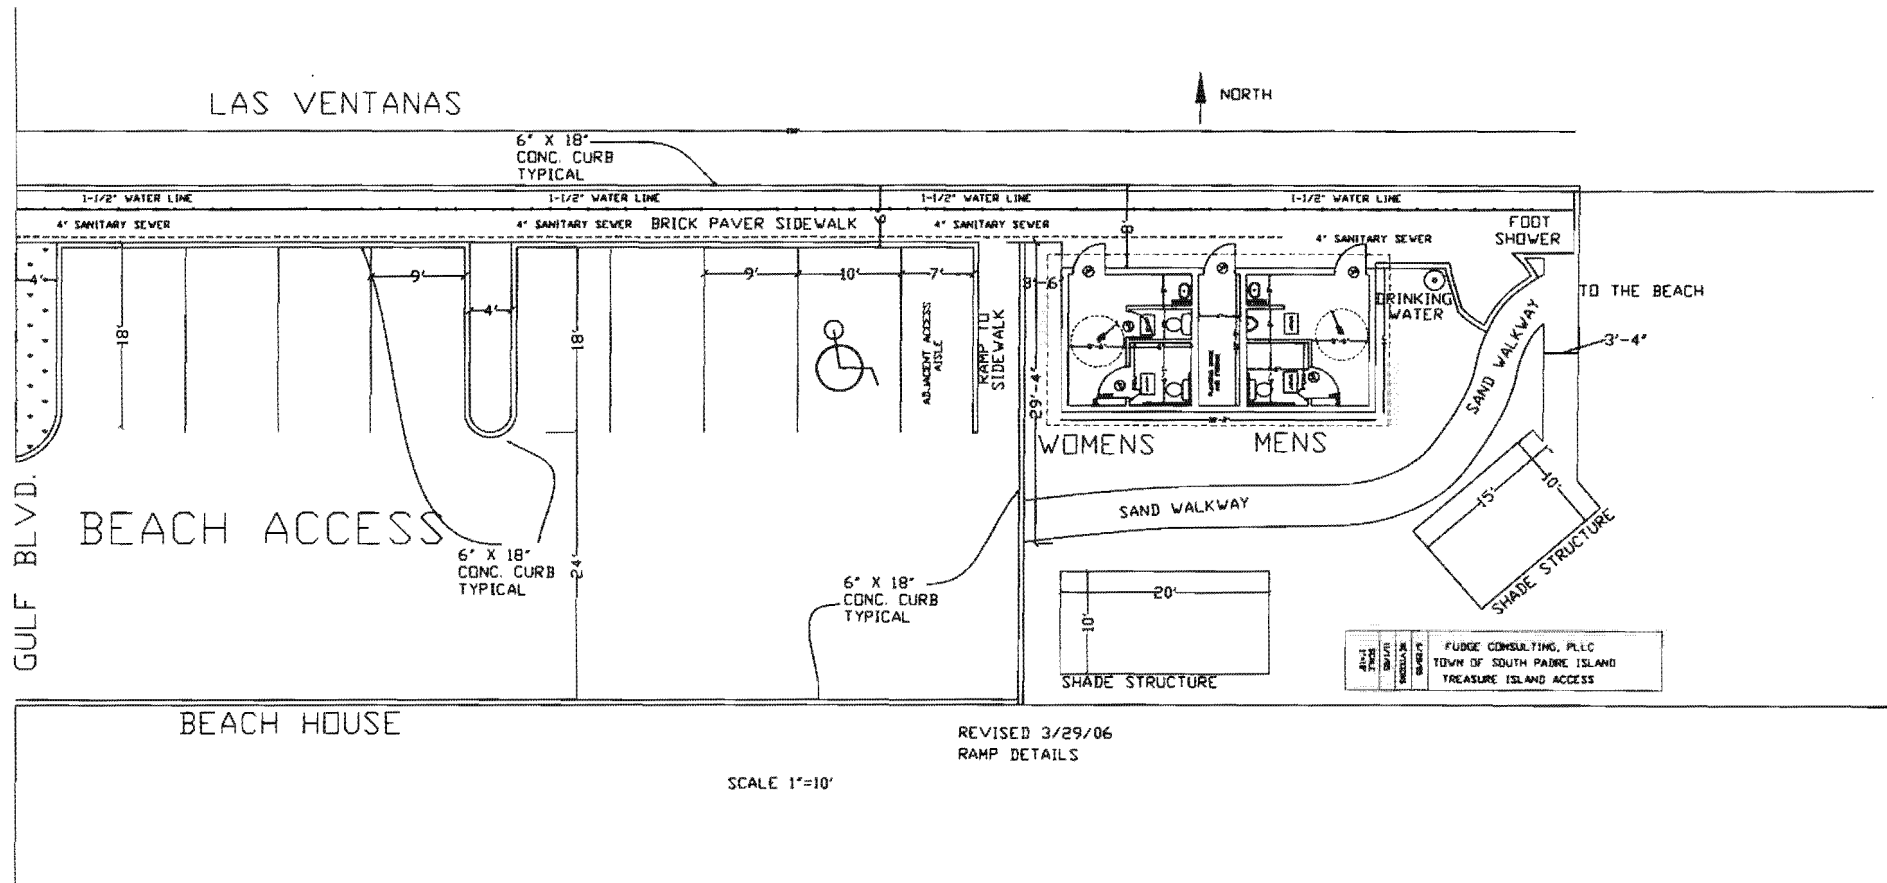 LAS VENTANAS
NORTH
6" X 18"
CONC. CURB
TYPICAL
1-1/2" WATER LINE
1-1/2" WATER LINE
1-1/2" WATER LINE
1-1/2" WATER LINE
4" SANITARY SEWER
4" SANITARY SEWER
BRICK PAVER SIDEWALK
6'
4" SANITARY SEWER
8'
4" SANITARY SEWER
FOOT
SHOWER
4'
18'
9'
4'
18'
9'
10'
7'
ADJACENT ACCESS
AISLE
RAMP TO
SIDEWALK
29'-4"
DRINKING
WATER
TO THE BEACH
3'-4"
SAND WALKWAY
WOMENS
MENS
SAND WALKWAY
15'
10'
SHADE STRUCTURE
GULF BLVD.
BEACH ACCESS
6" X 18"
CONC. CURB
TYPICAL
24'
6" X 18"
CONC. CURB
TYPICAL
20'
10'
SHADE STRUCTURE
SCALE
REVISIONS
FUDGE CONSULTING, PLLC
TOWN OF SOUTH PADRE ISLAND
TREASURE ISLAND ACCESS
BEACH HOUSE
REVISED 3/29/06
RAMP DETAILS
SCALE 1"=10'